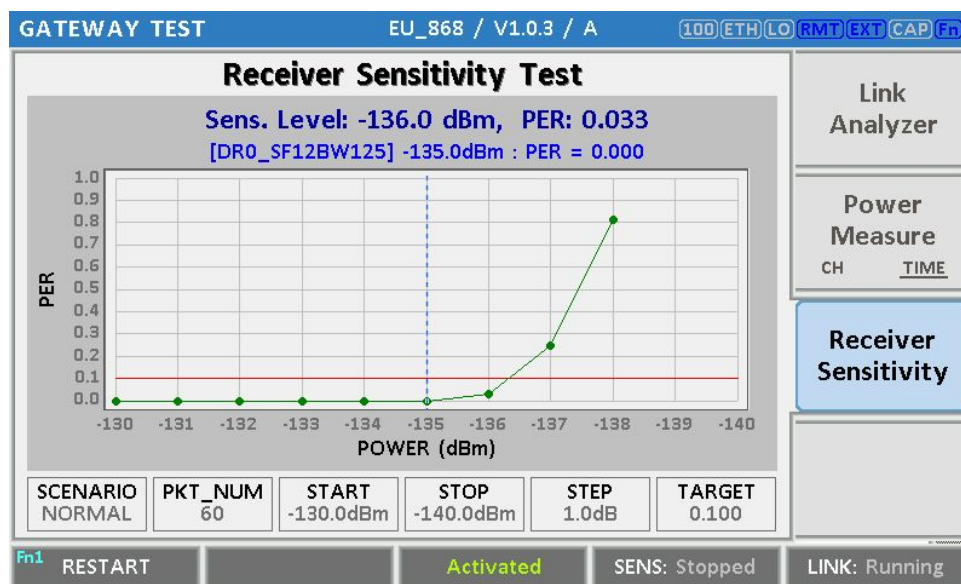 GATEWAY TEST EU_868 / V1.0.3 / A 100 ETH LO RMT EXT CAP Fn
Receiver Sensitivity Test
Sens. Level: -136.0 dBm, PER: 0.033
[DR0_SF12BW125] -135.0dBm : PER = 0.000
1.0
0.9
0.8
0.7
0.6
0.5
0.4
0.3
0.2
0.1
0.0
PER
-130 -131 -132 -133 -134 -135 -136 -137 -138 -139 -140
POWER (dBm)
SCENARIO PKT_NUM START STOP STEP TARGET
NORMAL 60 -130.0dBm -140.0dBm 1.0dB 0.100
Link
Analyzer
Power
Measure
CH TIME
Receiver
Sensitivity
Fn1 RESTART Activated SENS: Stopped LINK: Running